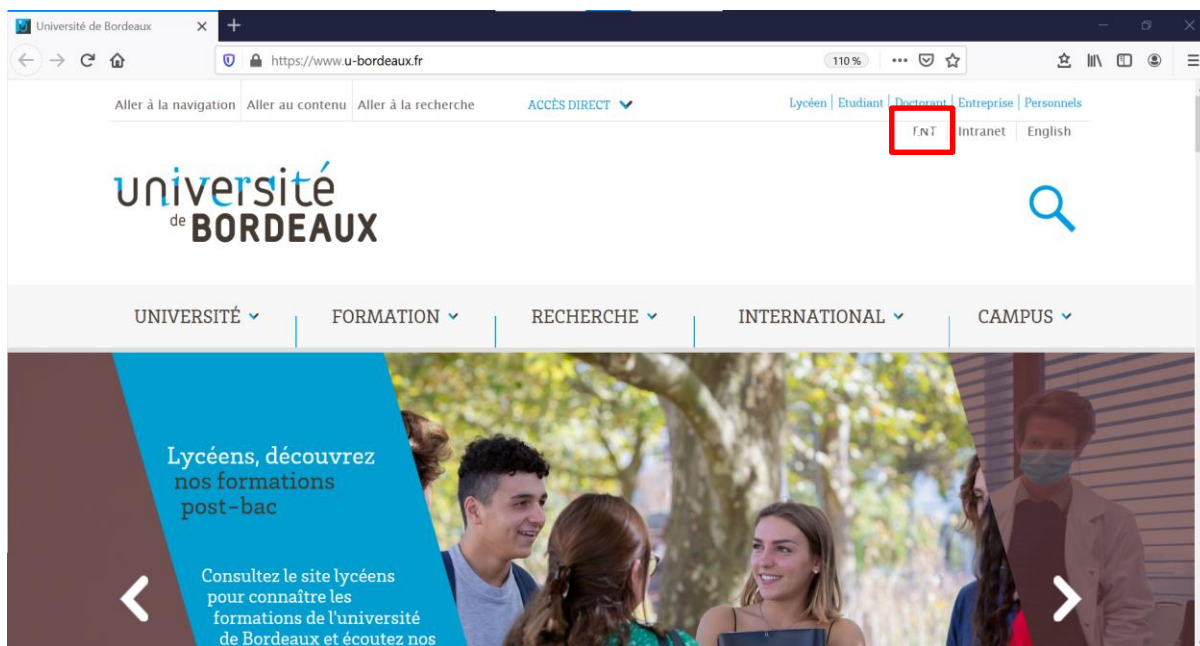 Université de Bordeaux
https://www.u-bordeaux.fr
110 %
Aller à la navigation Aller au contenu Aller à la recherche ACCÈS DIRECT Lycéen | Etudiant | Doctorant | Entreprise | Personnels
ENT Intranet English
université
de BORDEAUX
UNIVERSITÉ FORMATION RECHERCHE INTERNATIONAL CAMPUS
Lycéens, découvrez
nos formations
post-bac
Consultez le site lycéens
pour connaître les
formations de l'université
de Bordeaux et écoutez nos